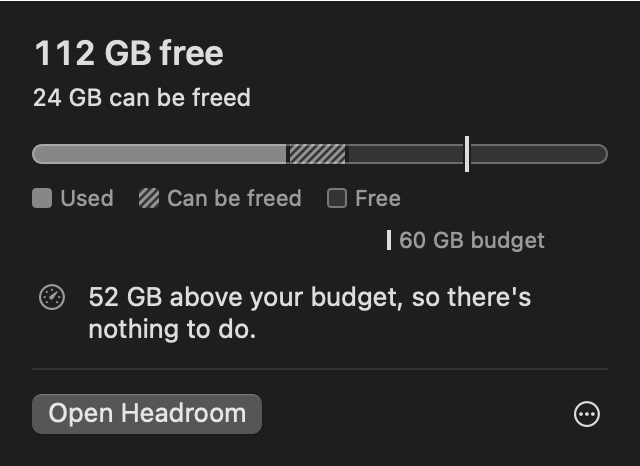 112 GB free
24 GB can be freed
Used Can be freed Free
60 GB budget
52 GB above your budget, so there's
nothing to do.
Open Headroom